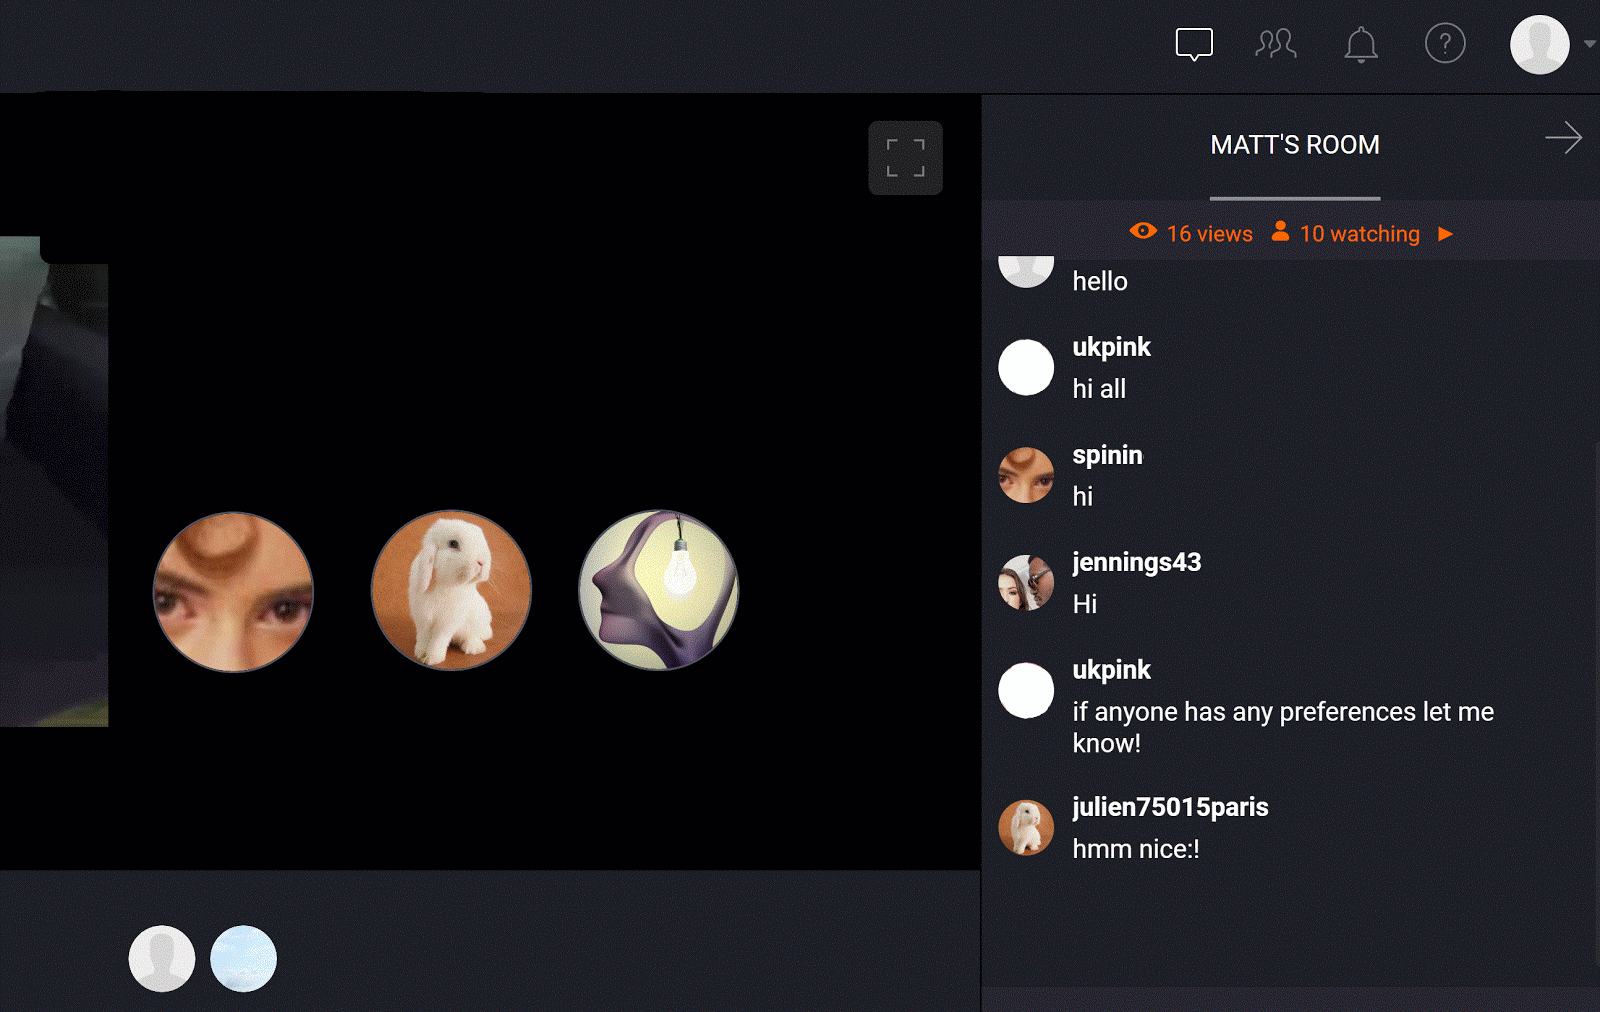 ?
MATT'S ROOM
16 views 10 watching
hello
ukpink
hi all
spinin
hi
jennings43
Hi
ukpink
if anyone has any preferences let me
know!
julien75015paris
hmm nice:!